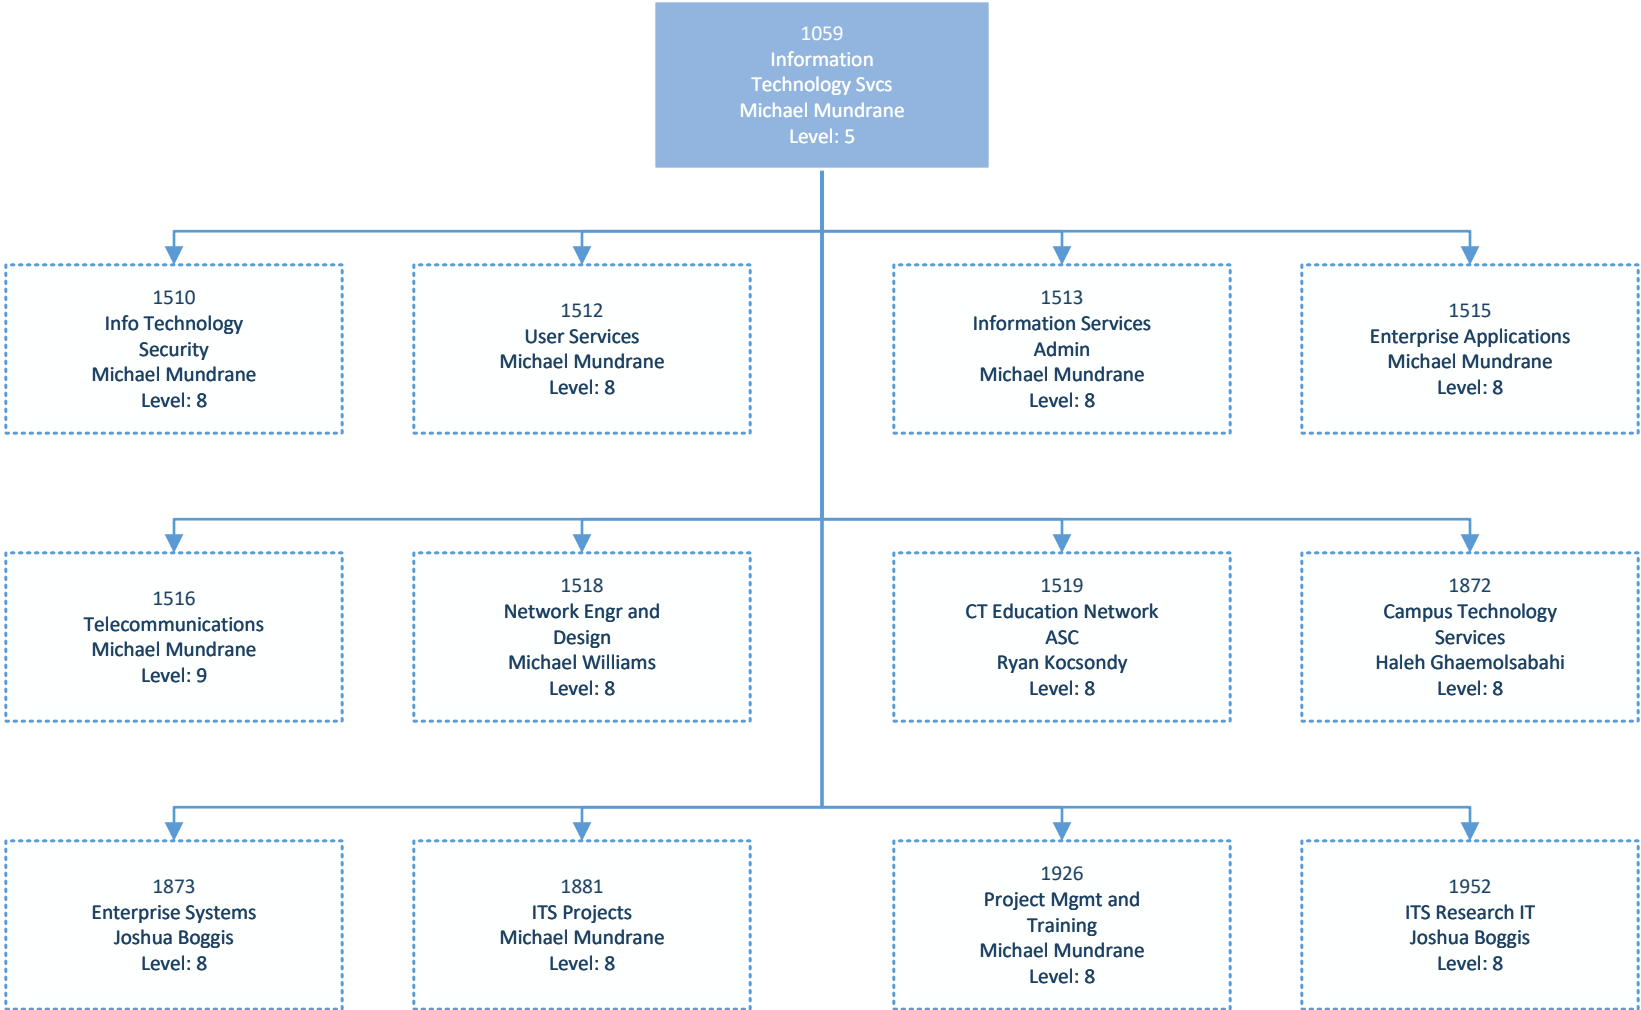 1059
Information
Technology Svcs
Michael Mundrane
Level: 5
1510
Info Technology
Security
Michael Mundrane
Level: 8
1512
User Services
Michael Mundrane
Level: 8
1513
Information Services
Admin
Michael Mundrane
Level: 8
1515
Enterprise Applications
Michael Mundrane
Level: 8
1516
Telecommunications
Michael Mundrane
Level: 9
1518
Network Engr and
Design
Michael Williams
Level: 8
1519
CT Education Network
ASC
Ryan Kocsondy
Level: 8
1872
Campus Technology
Services
Haleh Ghaemolsabahi
Level: 8
1873
Enterprise Systems
Joshua Boggis
Level: 8
1881
ITS Projects
Michael Mundrane
Level: 8
1926
Project Mgmt and
Training
Michael Mundrane
Level: 8
1952
ITS Research IT
Joshua Boggis
Level: 8